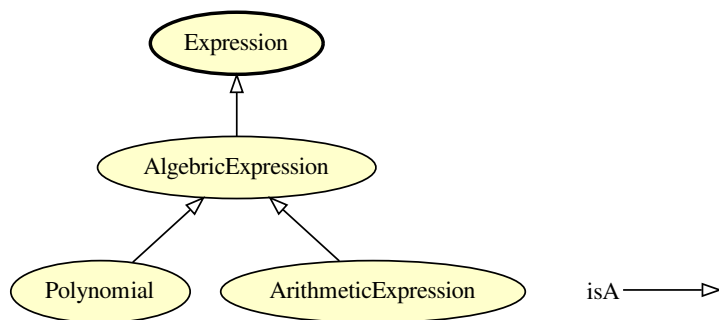 Expression
AlgebricExpression
Polynomial
ArithmeticExpression
isA